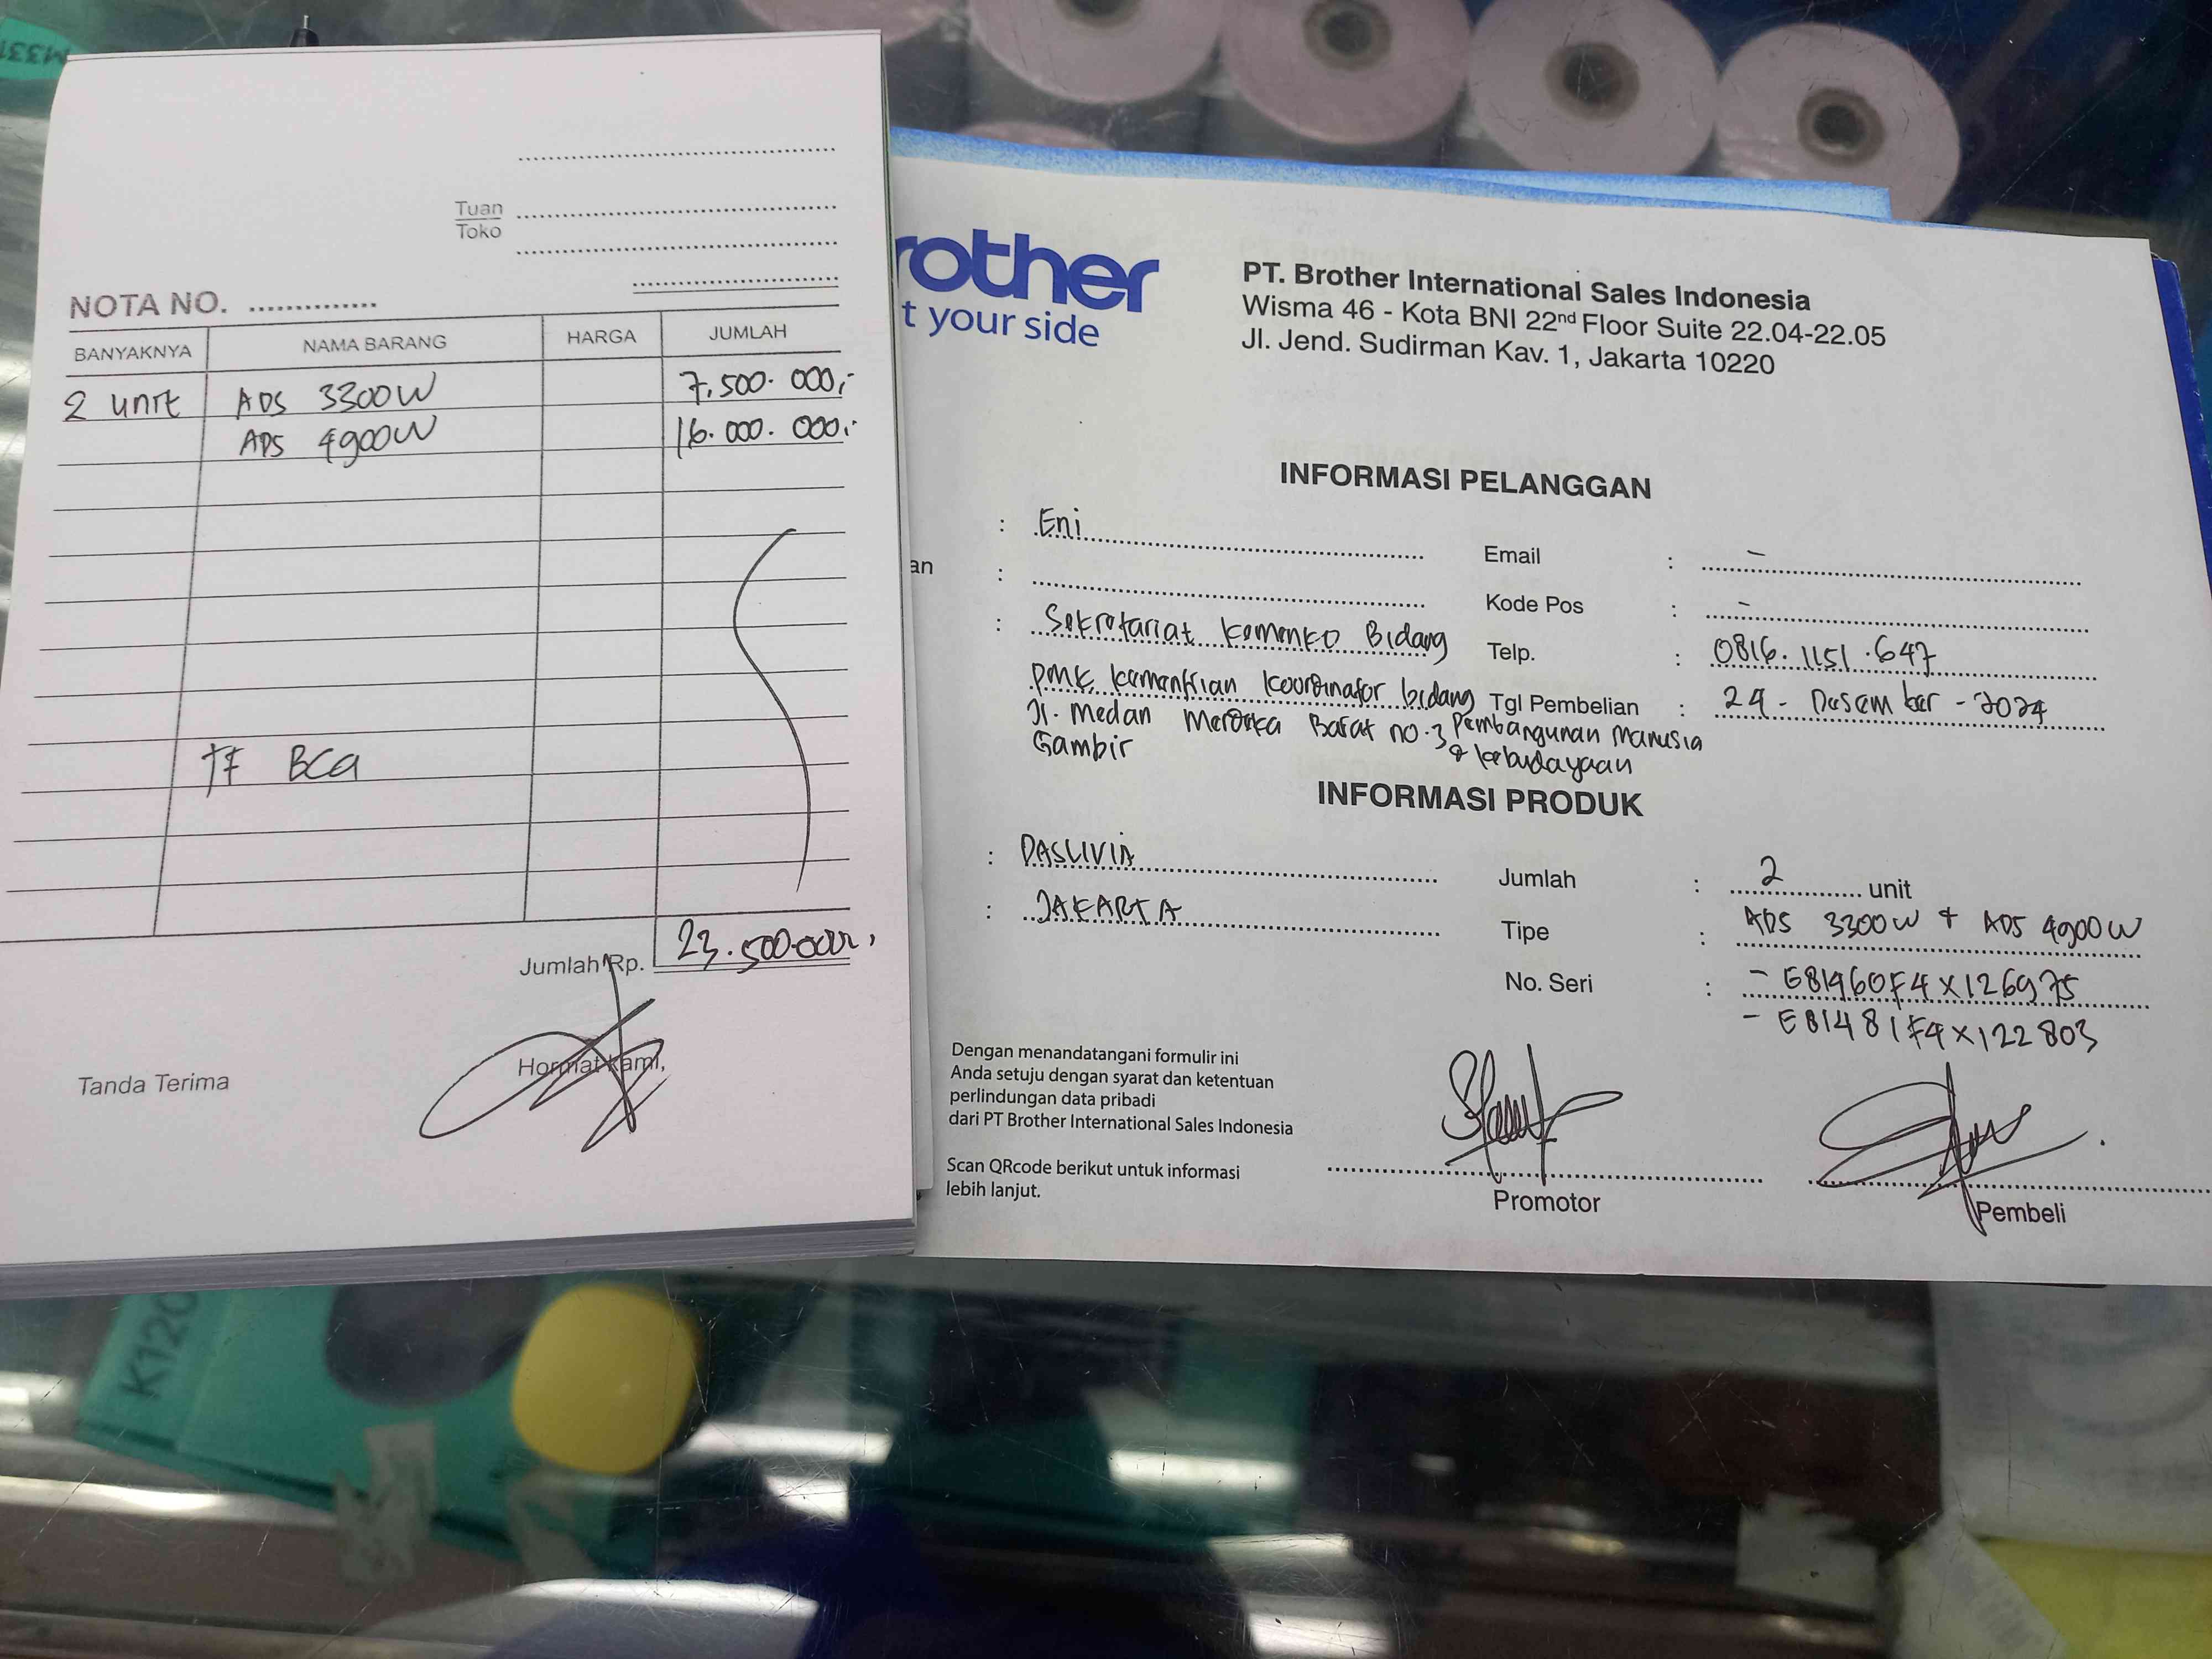 Tuan
Toko
NOTA NO. ..............
BANYAKNYA NAMA BARANG HARGA JUMLAH
2 unit ADS 3300W 7.500.000,-
ADS 4900W 16.000.000,-
TF BCA
Jumlah Rp. 23.500.000,
Tanda Terima Hormat kami,
rother
t your side
PT. Brother International Sales Indonesia
Wisma 46 - Kota BNI 22nd Floor Suite 22.04-22.05
Jl. Jend. Sudirman Kav. 1, Jakarta 10220
INFORMASI PELANGGAN
: Eni Email : -
an : Kode Pos : -
: Sekretariat Kemenko Bidang Telp. : 0816.1151.647
PMK Kementrian Koordinator bidang Tgl Pembelian : 24 - Desember - 2024
Jl. Medan Merdeka Barat no.3 Pembangunan Manusia
Gambir & kebudayaan
INFORMASI PRODUK
: DASLIVIA Jumlah : 2 unit
: JAKARTA Tipe : ADS 3300W + ADS 4900W
No. Seri : - E81460F4X126975
- E81481F4X122803
Dengan menandatangani formulir ini
Anda setuju dengan syarat dan ketentuan
perlindungan data pribadi
dari PT Brother International Sales Indonesia
Scan QRcode berikut untuk informasi
lebih lanjut.
Promotor Pembeli
K120